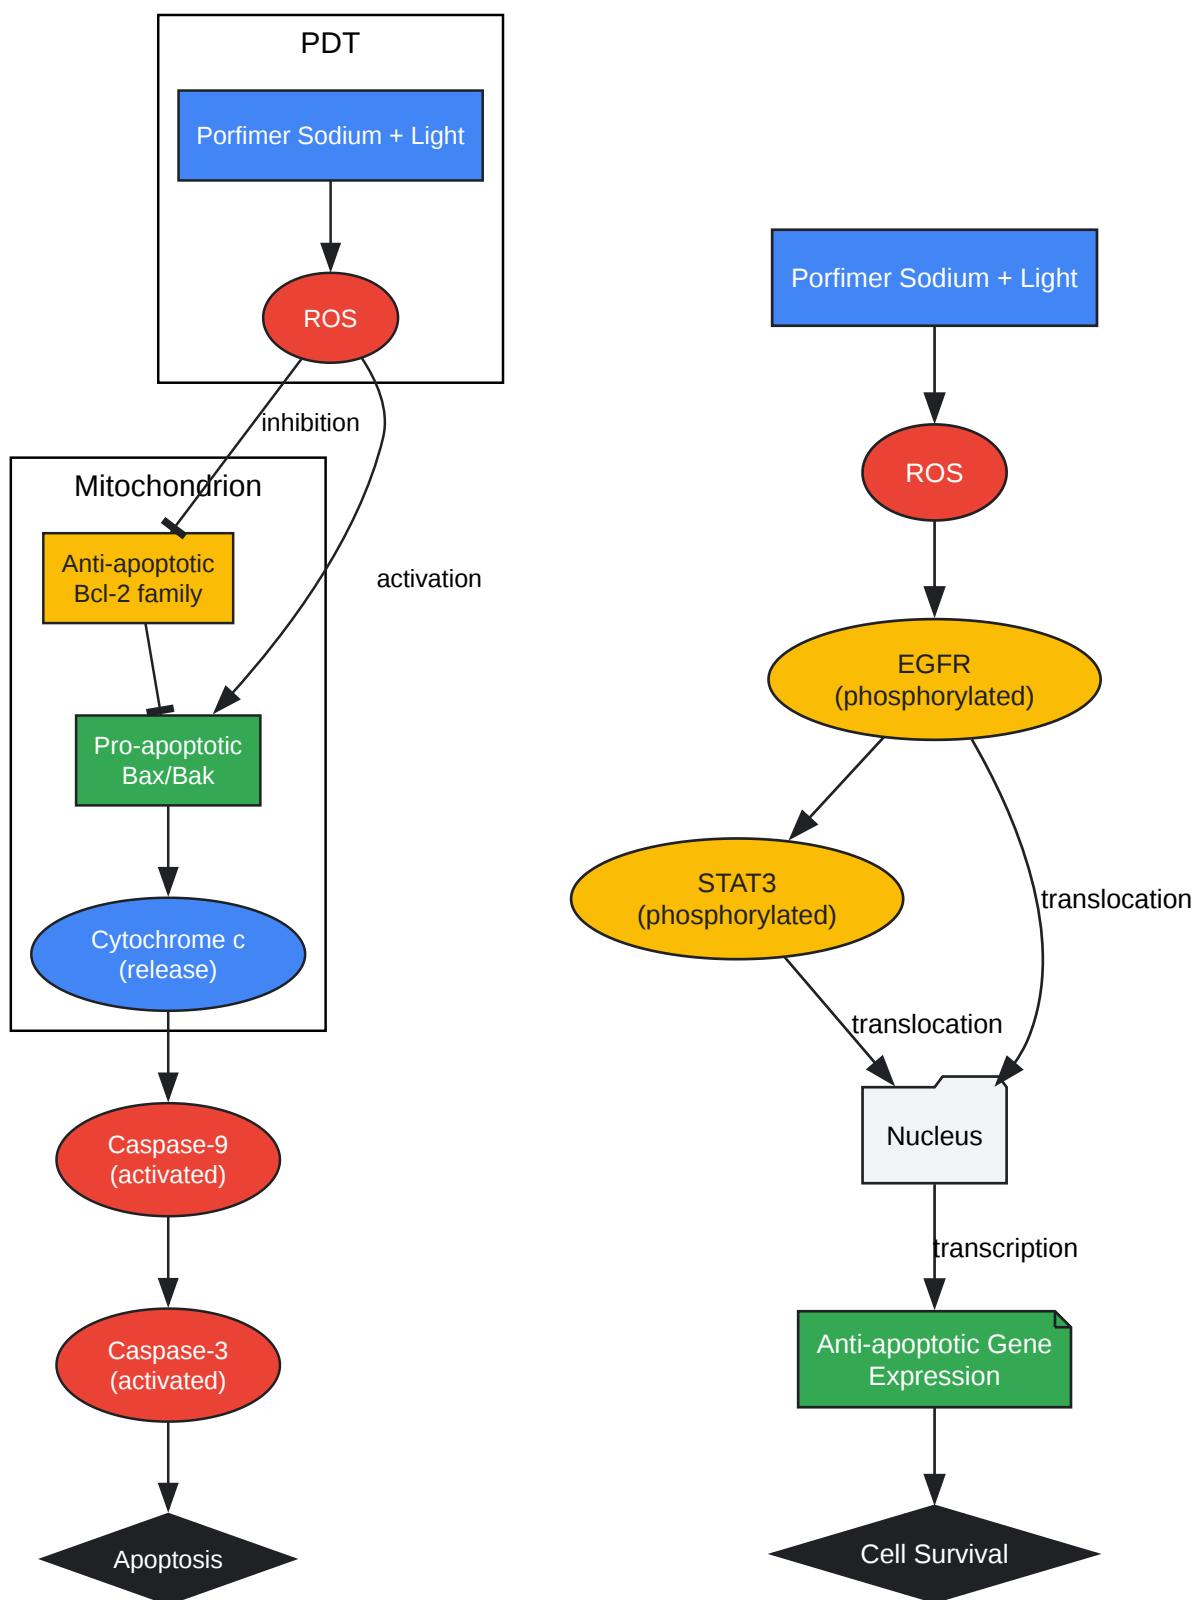 PDT
Porfimer Sodium + Light
ROS
inhibition
activation
Mitochondrion
Anti-apoptotic
Bcl-2 family
Pro-apoptotic
Bax/Bak
Cytochrome c
(release)
Caspase-9
(activated)
Caspase-3
(activated)
Apoptosis
Porfimer Sodium + Light
ROS
EGFR
(phosphorylated)
STAT3
(phosphorylated)
translocation
translocation
Nucleus
transcription
Anti-apoptotic Gene
Expression
Cell Survival